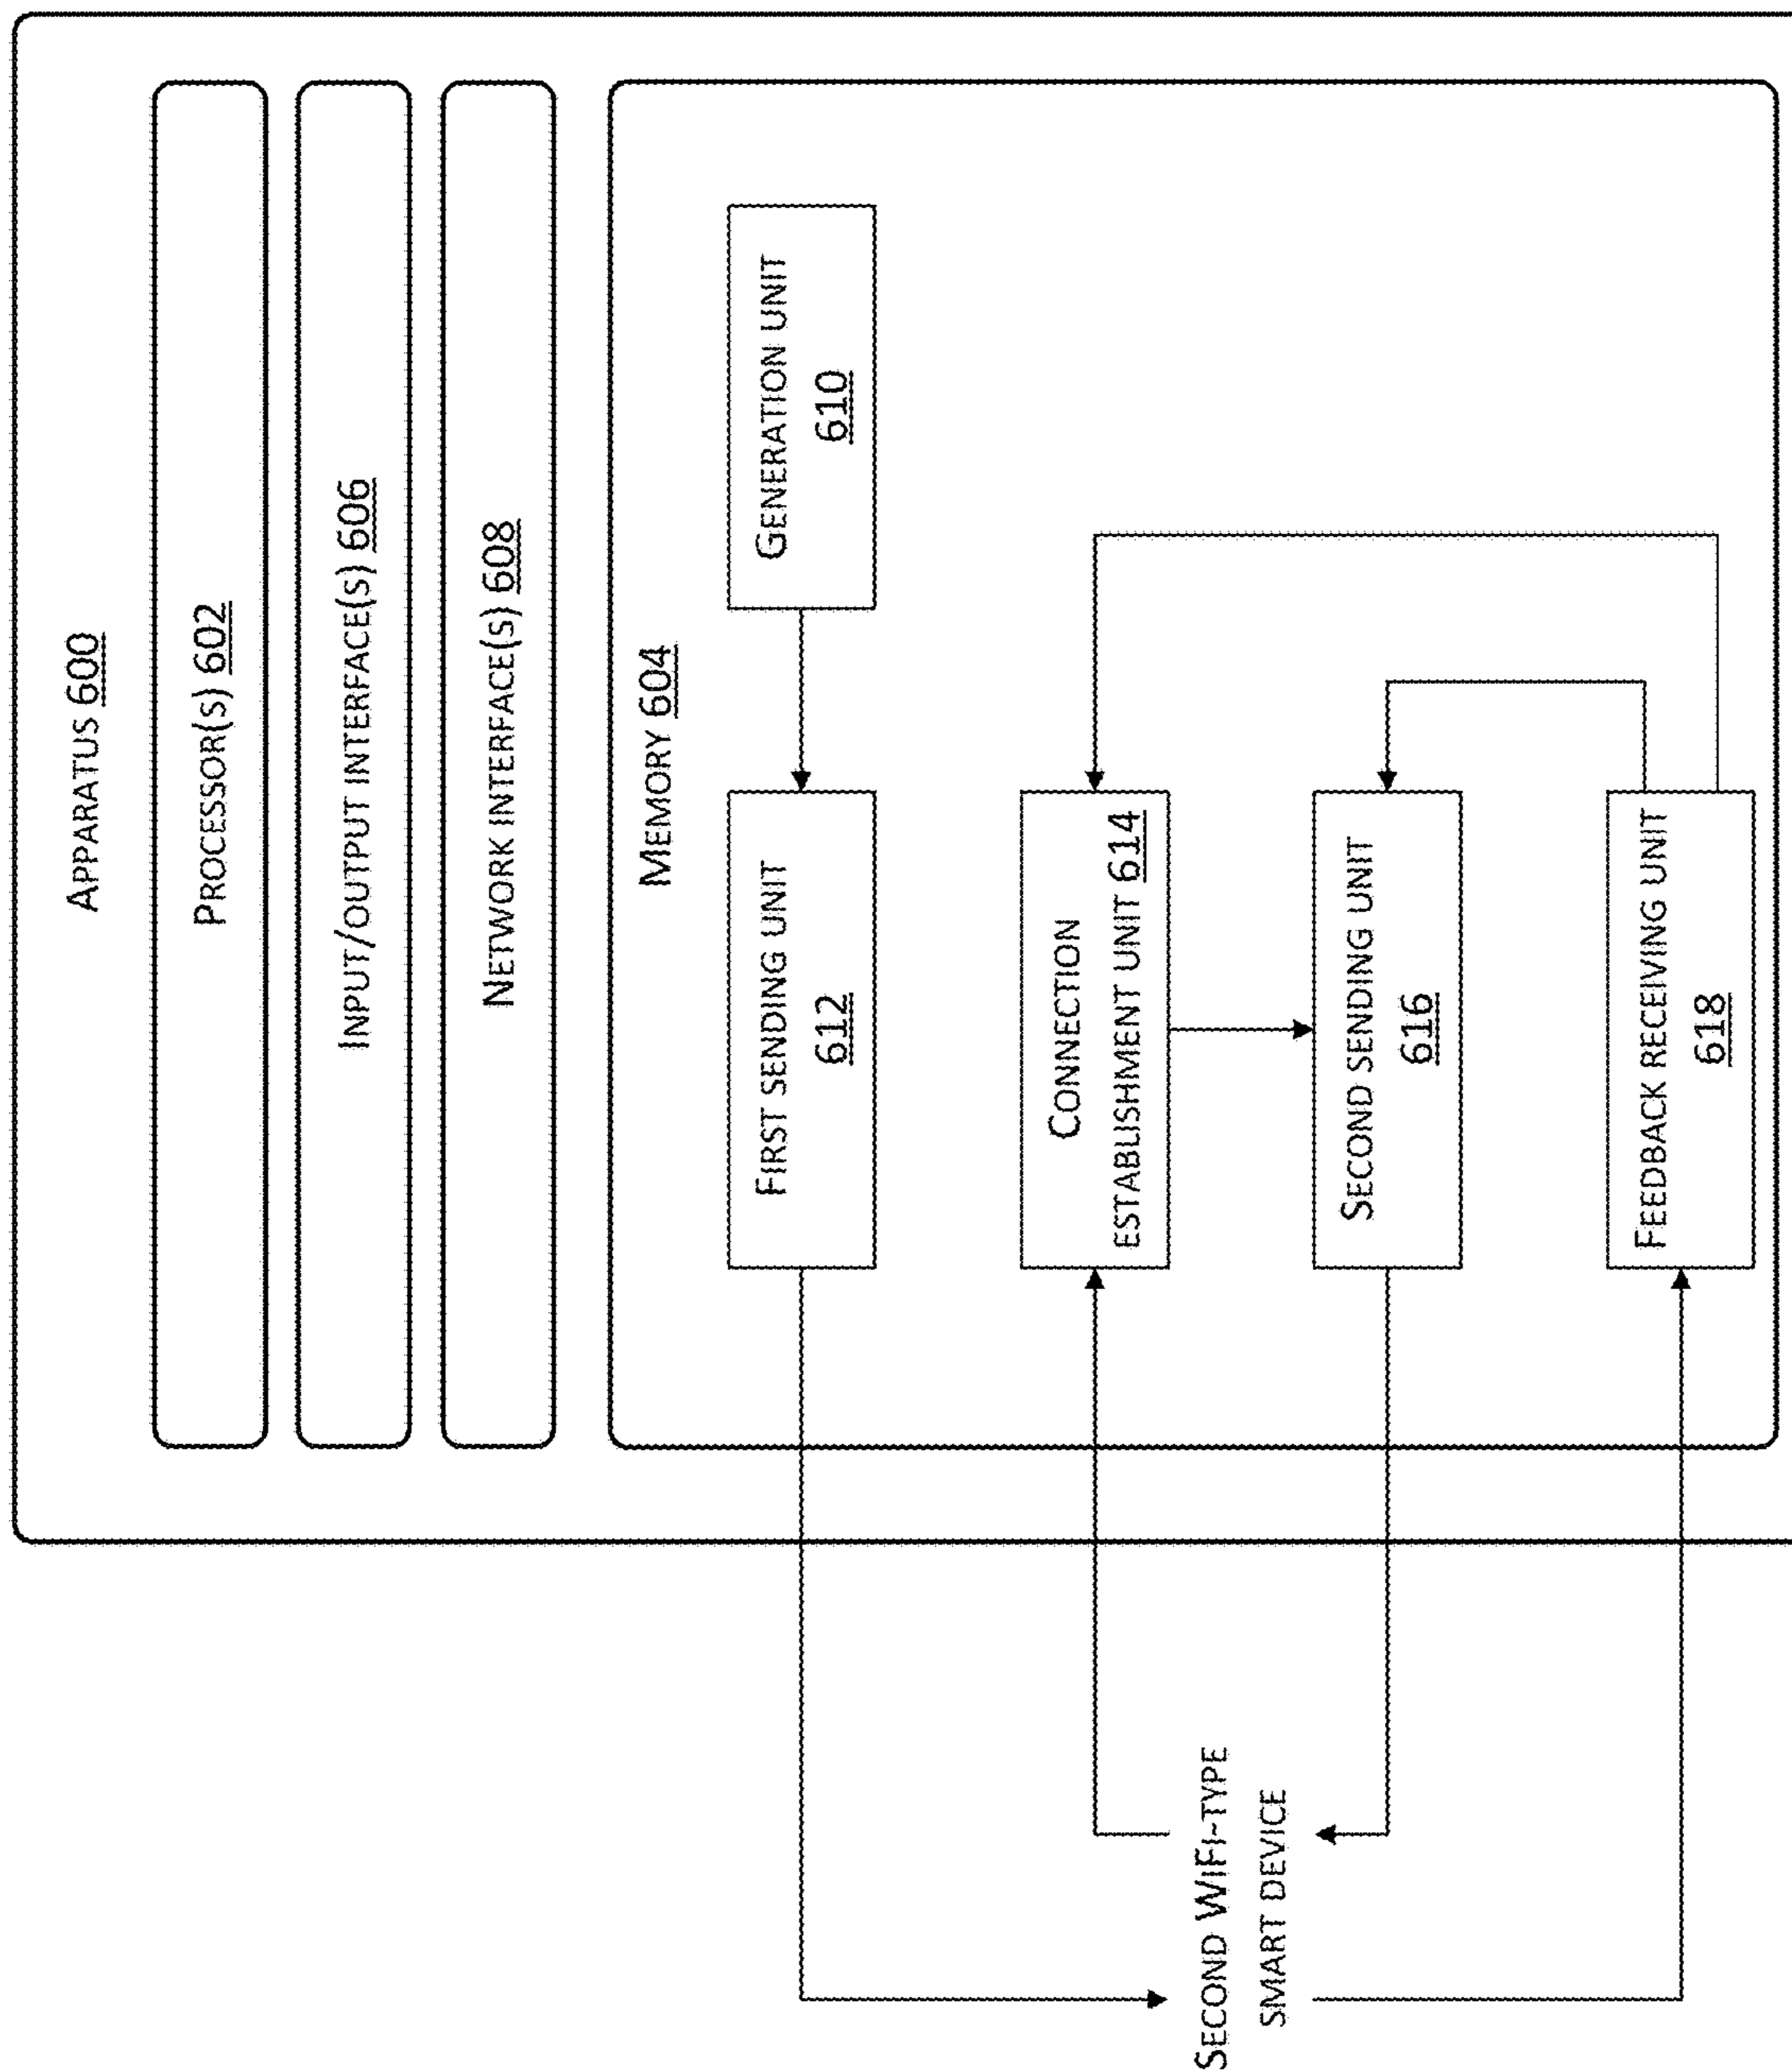 APPARATUS 600
PROCESSOR(S) 602
INPUT/OUTPUT INTERFACE(S) 606
NETWORK INTERFACE(S) 608
MEMORY 604
FIRST SENDING UNIT
612
GENERATION UNIT
610
CONNECTION
ESTABLISHMENT UNIT 614
SECOND WIFI-TYPE
SMART DEVICE
SECOND SENDING UNIT
616
FEEDBACK RECEIVING UNIT
618